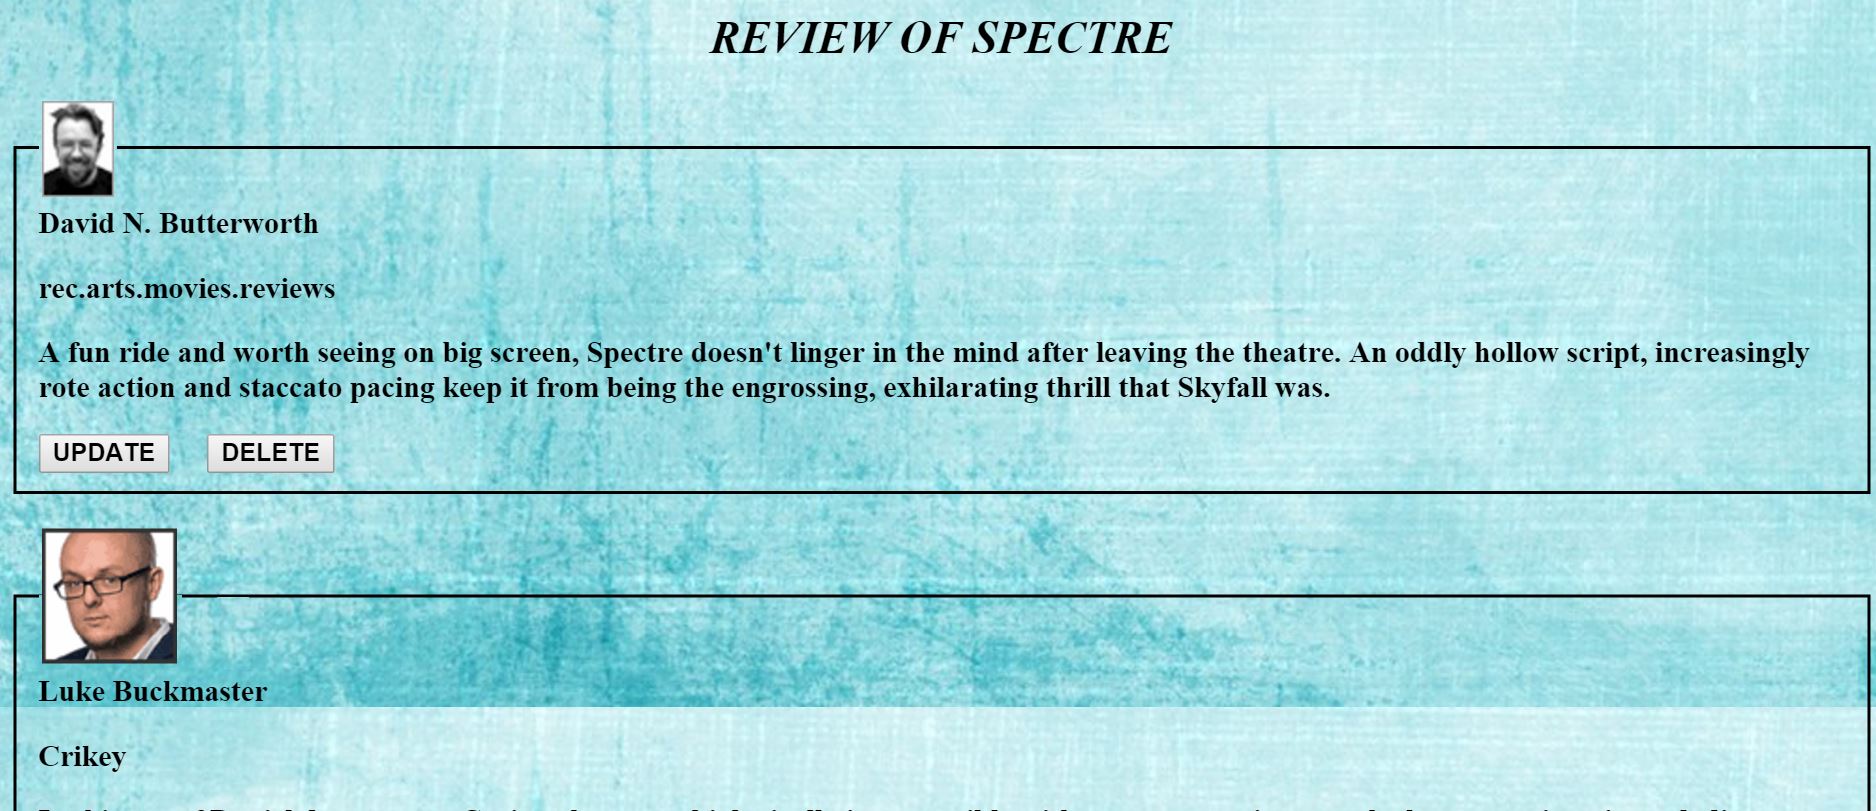 REVIEW OF SPECTRE
David N. Butterworth
rec.arts.movies.reviews
A fun ride and worth seeing on big screen, Spectre doesn't linger in the mind after leaving the theatre. An oddly hollow script, increasingly
rote action and staccato pacing keep it from being the engrossing, exhilarating thrill that Skyfall was.
UPDATE DELETE
Luke Buckmaster
Crikey